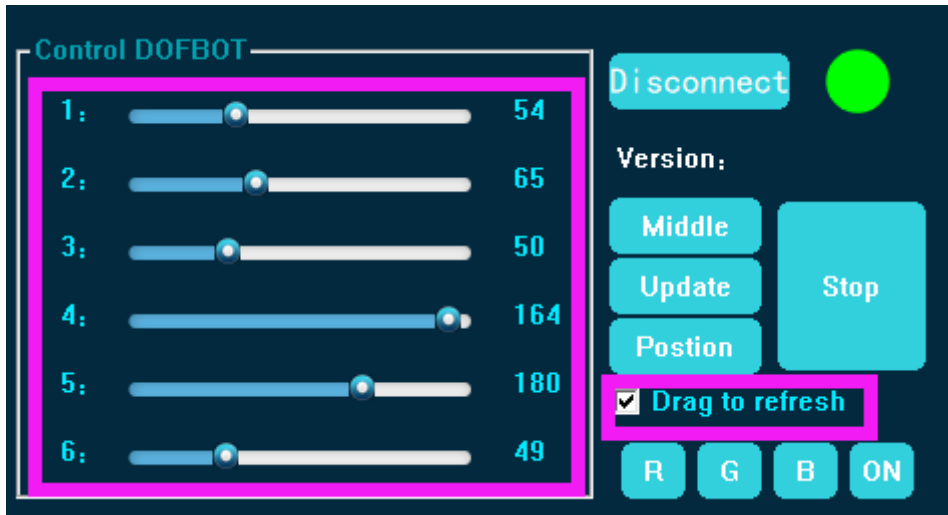 Control DOFBOT
1: 54
2: 65
3: 50
4: 164
5: 180
6: 49
Disconnect
Version:
Middle
Update
Postion
Stop
Drag to refresh
R G B ON